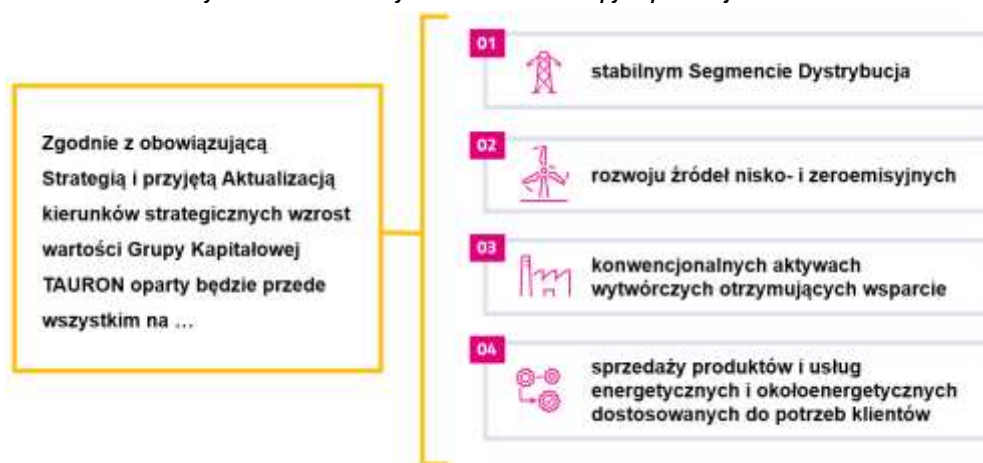 Zgodnie z obowiązującą
Strategią i przyjętą Aktualizacją
kierunków strategicznych wzrost
wartości Grupy Kapitałowej
TAURON oparty będzie przede
wszystkim na ...
01
stabilnym Segmencie Dystrybucja
02
rozwoju źródeł nisko- i zeroemisyjnych
03
konwencjonalnych aktywach
wytwórczych otrzymujących wsparcie
04
sprzedaży produktów i usług
energetycznych i okołoenergetycznych
dostosowanych do potrzeb klientów